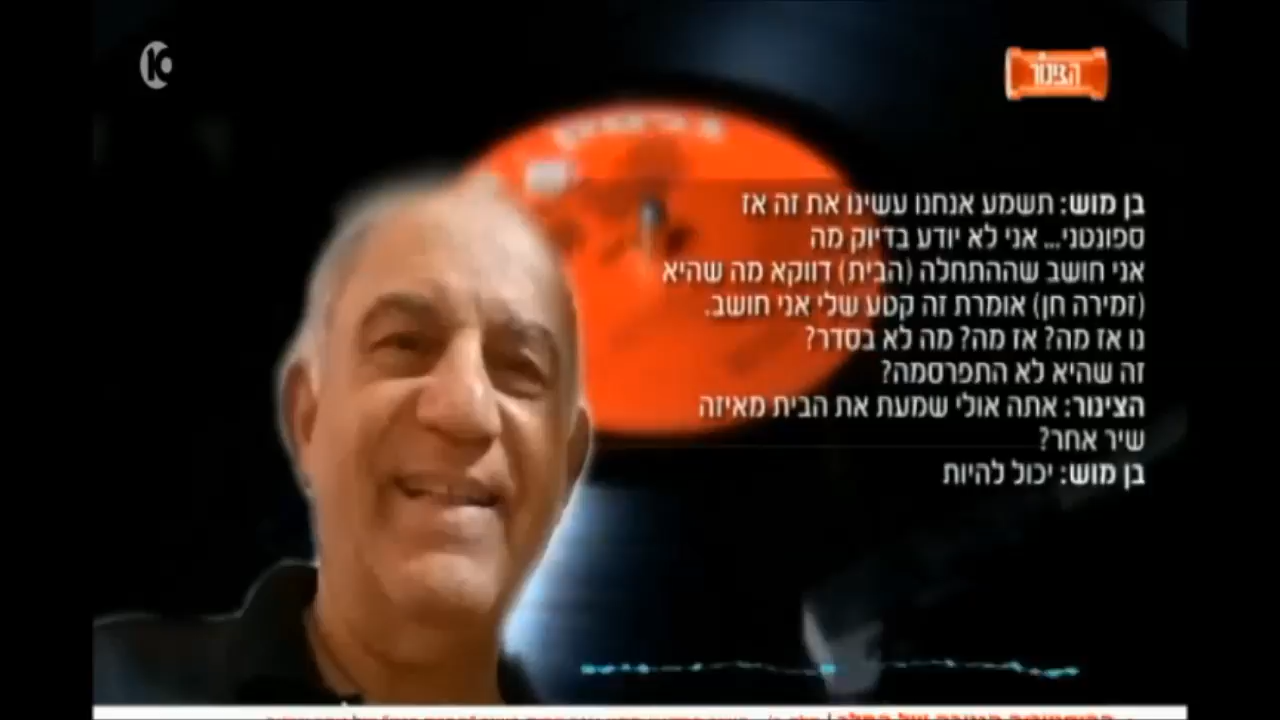 הצינור
בן מוש: תשמע אנחנו עשינו את זה אז
ספונטני... אני לא יודע בדיוק מה
אני חושב שההתחלה (הבית) דווקא מה שהיא
(זמירה חן) אומרת זה קטע שלי אני חושב.
נו אז מה? אז מה? מה לא בסדר?
זה שהיא לא התפרסמה?
הצינור: אתה אולי שמעת את הבית מאיזה
שיר אחר?
בן מוש: יכול להיות